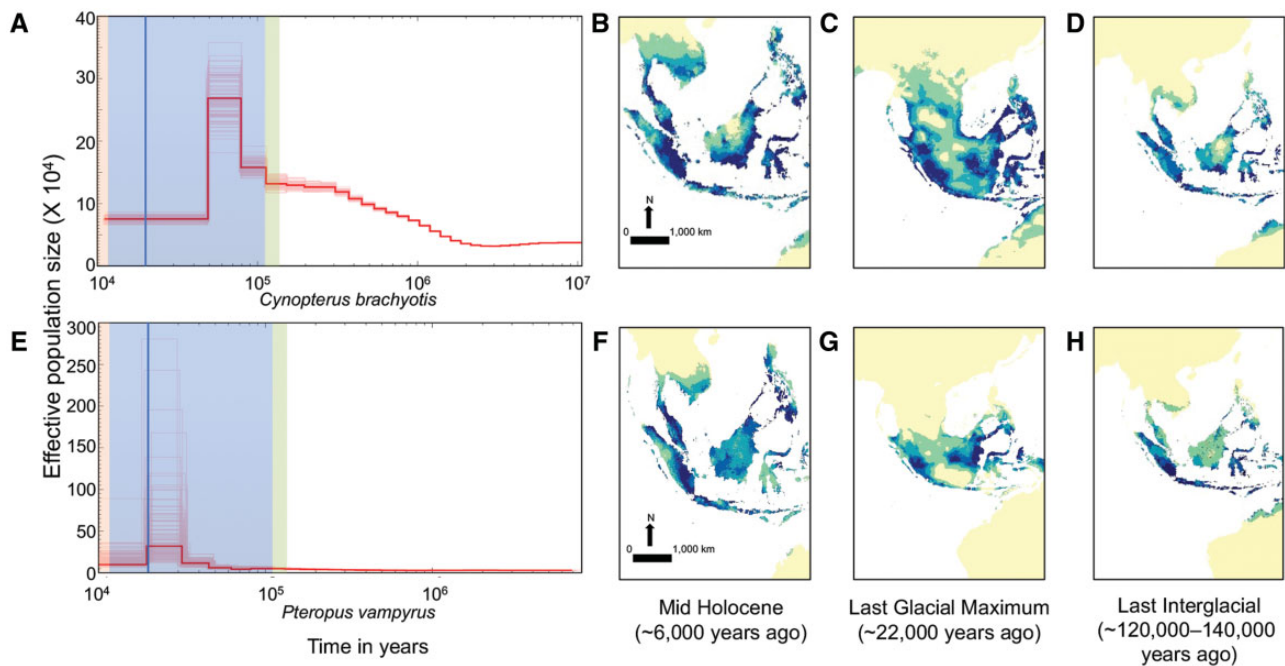 A
B
C
D
Effective population size (X 10⁴)
40
30
20
10
0
10⁴
10⁵
10⁶
10⁷
Cynopterus brachyotis
N
0 1,000 km
E
F
G
H
300
250
200
150
100
50
0
10⁴
10⁵
10⁶
Pteropus vampyrus
Time in years
N
0 1,000 km
Mid Holocene
(~6,000 years ago)
Last Glacial Maximum
(~22,000 years ago)
Last Interglacial
(~120,000–140,000
years ago)